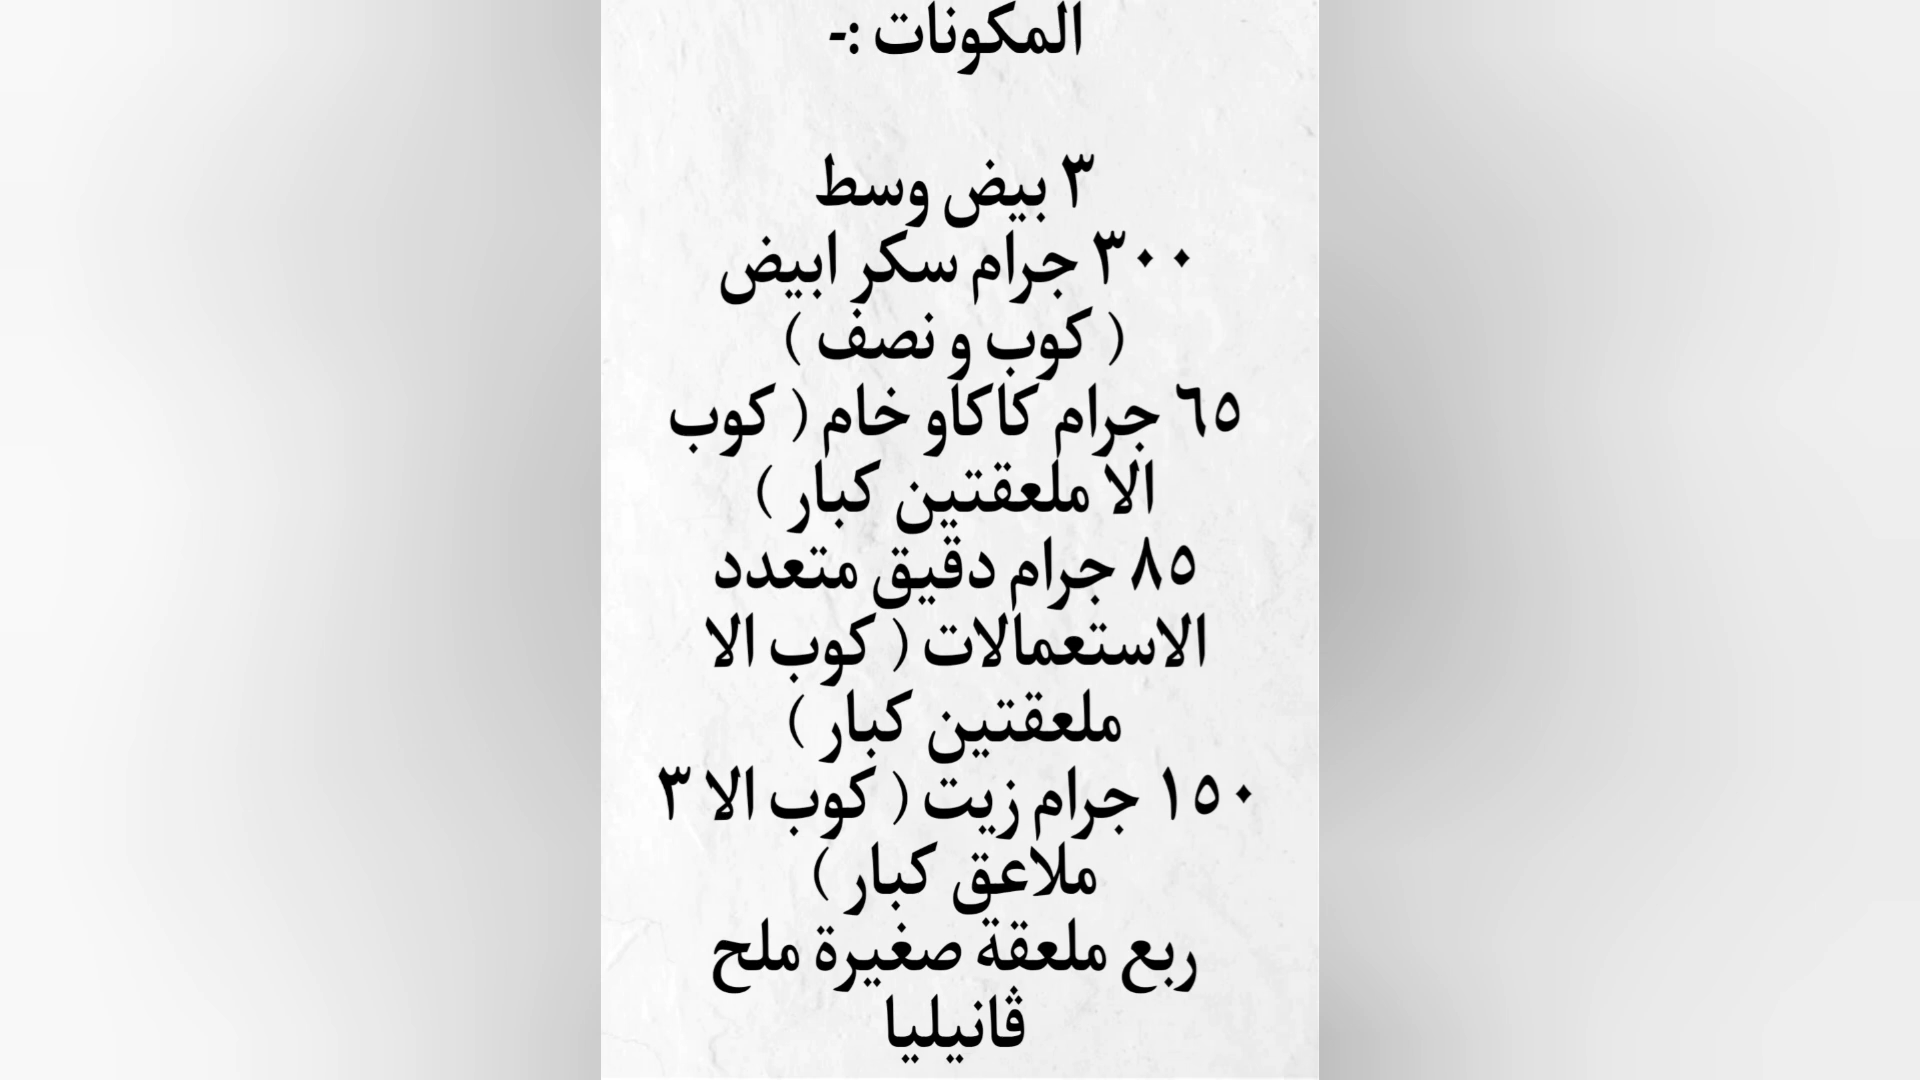 المكونات :-
٣ بيض وسط
٣٠٠ جرام سكر ابيض
( كوب و نصف )
٦٥ جرام كاكاو خام ( كوب
الا ملعقتين كبار )
٨٥ جرام دقيق متعدد
الاستعمالات ( كوب الا
ملعقتين كبار )
١٥٠ جرام زيت ( كوب الا ٣
ملاعق كبار )
ربع ملعقة صغيرة ملح
ڤانيليا